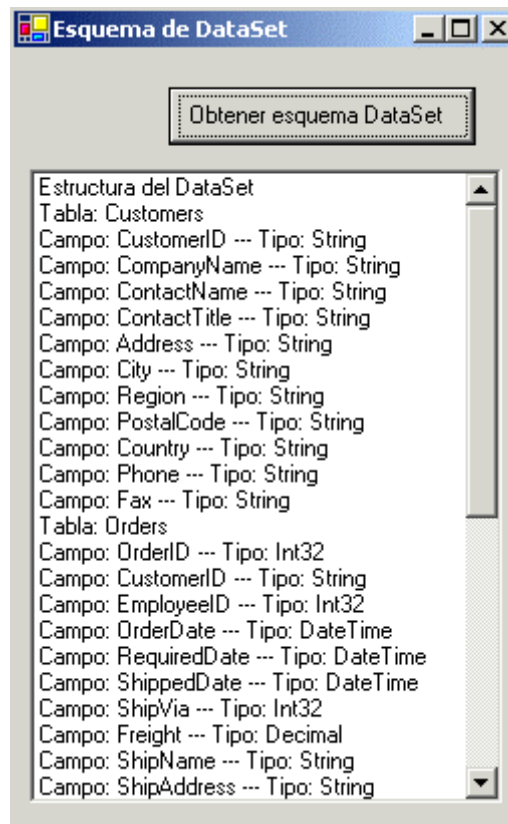 Esquema de DataSet
Obtener esquema DataSet
Estructura del DataSet
Tabla: Customers
Campo: CustomerID --- Tipo: String
Campo: CompanyName --- Tipo: String
Campo: ContactName --- Tipo: String
Campo: ContactTitle --- Tipo: String
Campo: Address --- Tipo: String
Campo: City --- Tipo: String
Campo: Region --- Tipo: String
Campo: PostalCode --- Tipo: String
Campo: Country --- Tipo: String
Campo: Phone --- Tipo: String
Campo: Fax --- Tipo: String
Tabla: Orders
Campo: OrderID --- Tipo: Int32
Campo: CustomerID --- Tipo: String
Campo: EmployeeID --- Tipo: Int32
Campo: OrderDate --- Tipo: DateTime
Campo: RequiredDate --- Tipo: DateTime
Campo: ShippedDate --- Tipo: DateTime
Campo: ShipVia --- Tipo: Int32
Campo: Freight --- Tipo: Decimal
Campo: ShipName --- Tipo: String
Campo: ShipAddress --- Tipo: String